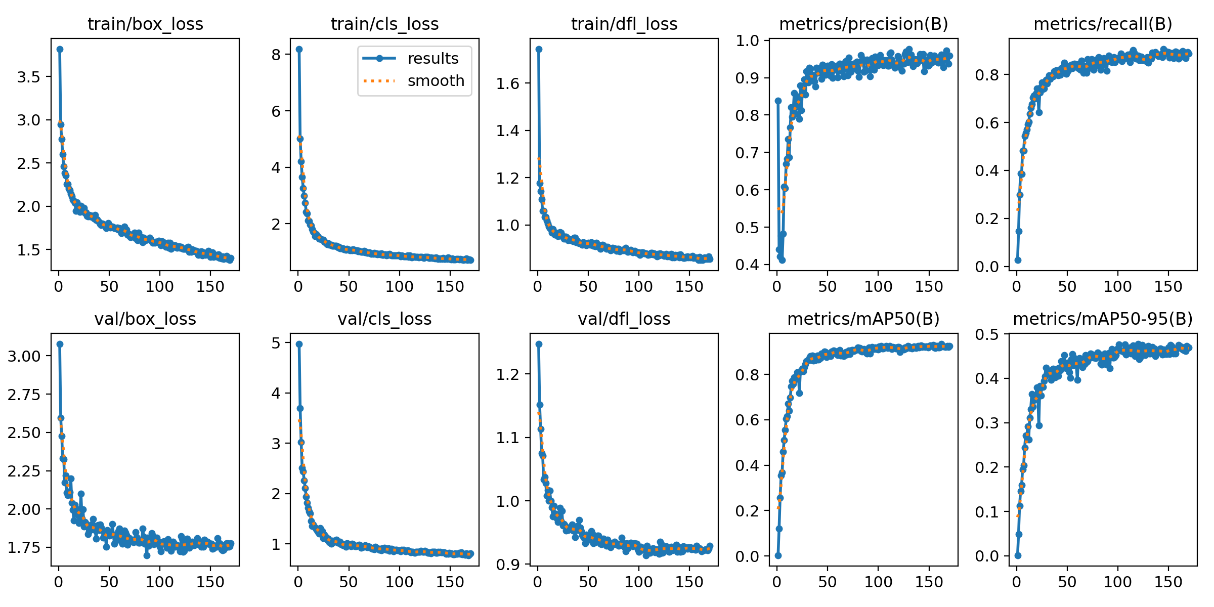 train/box_loss
train/cls_loss
train/dfl_loss
metrics/precision(B)
metrics/recall(B)
3.5
3.0
2.5
2.0
1.5
0 50 100 150
8
6
4
2
results
smooth
0 50 100 150
1.6
1.4
1.2
1.0
0 50 100 150
1.0
0.9
0.8
0.7
0.6
0.5
0.4
0 50 100 150
0.8
0.6
0.4
0.2
0.0
0 50 100 150
val/box_loss
val/cls_loss
val/dfl_loss
metrics/mAP50(B)
metrics/mAP50-95(B)
3.00
2.75
2.50
2.25
2.00
1.75
0 50 100 150
5
4
3
2
1
0 50 100 150
1.2
1.1
1.0
0.9
0 50 100 150
0.8
0.6
0.4
0.2
0.0
0 50 100 150
0.5
0.4
0.3
0.2
0.1
0.0
0 50 100 150